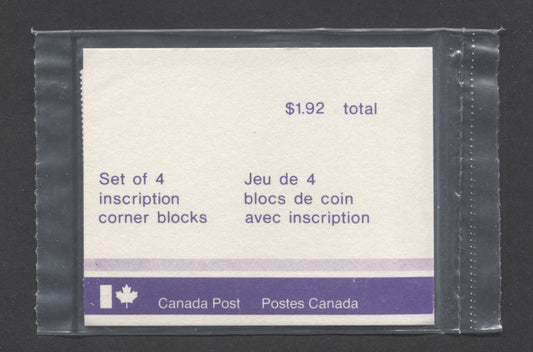 $1.92 total
Set of 4
inscription
corner blocks
Jeu de 4
blocs de coin
avec inscription
Canada Post Postes Canada